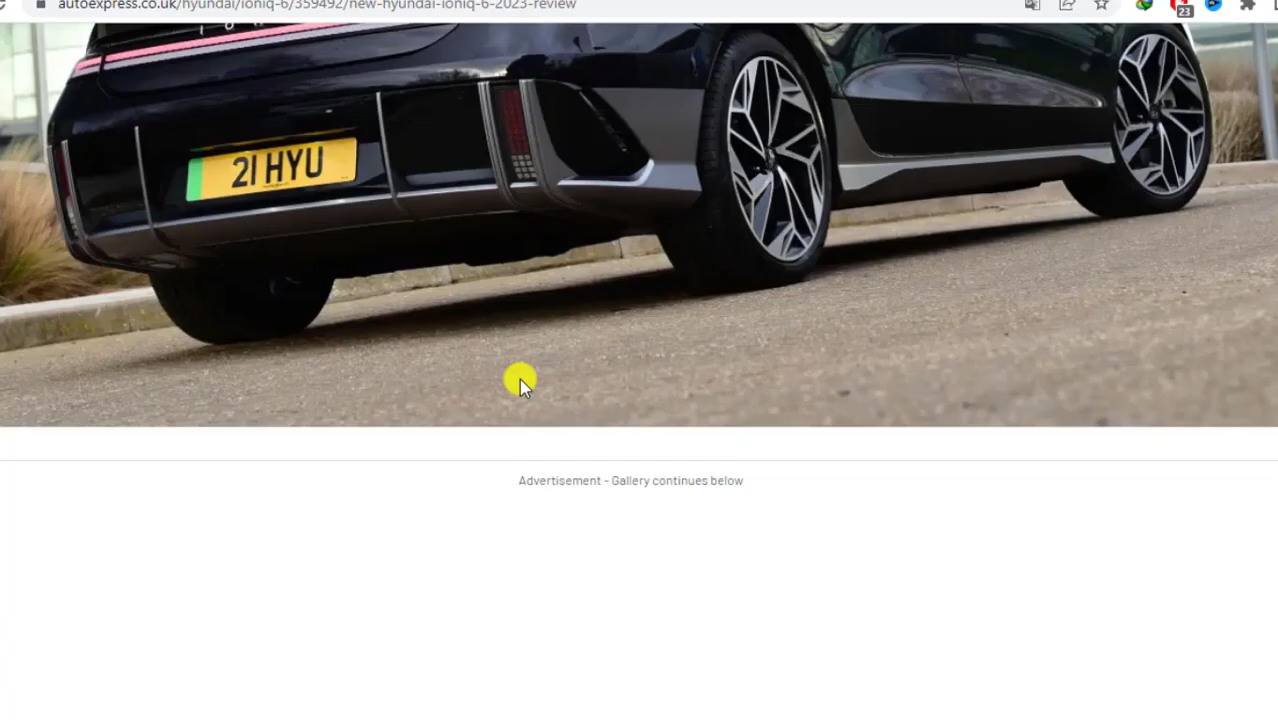 autoexpress.co.uk/hyundai/ioniq-6/359492/new-hyundai-ioniq-6-2023-review
23
21 HYU
Advertisement - Gallery continues below